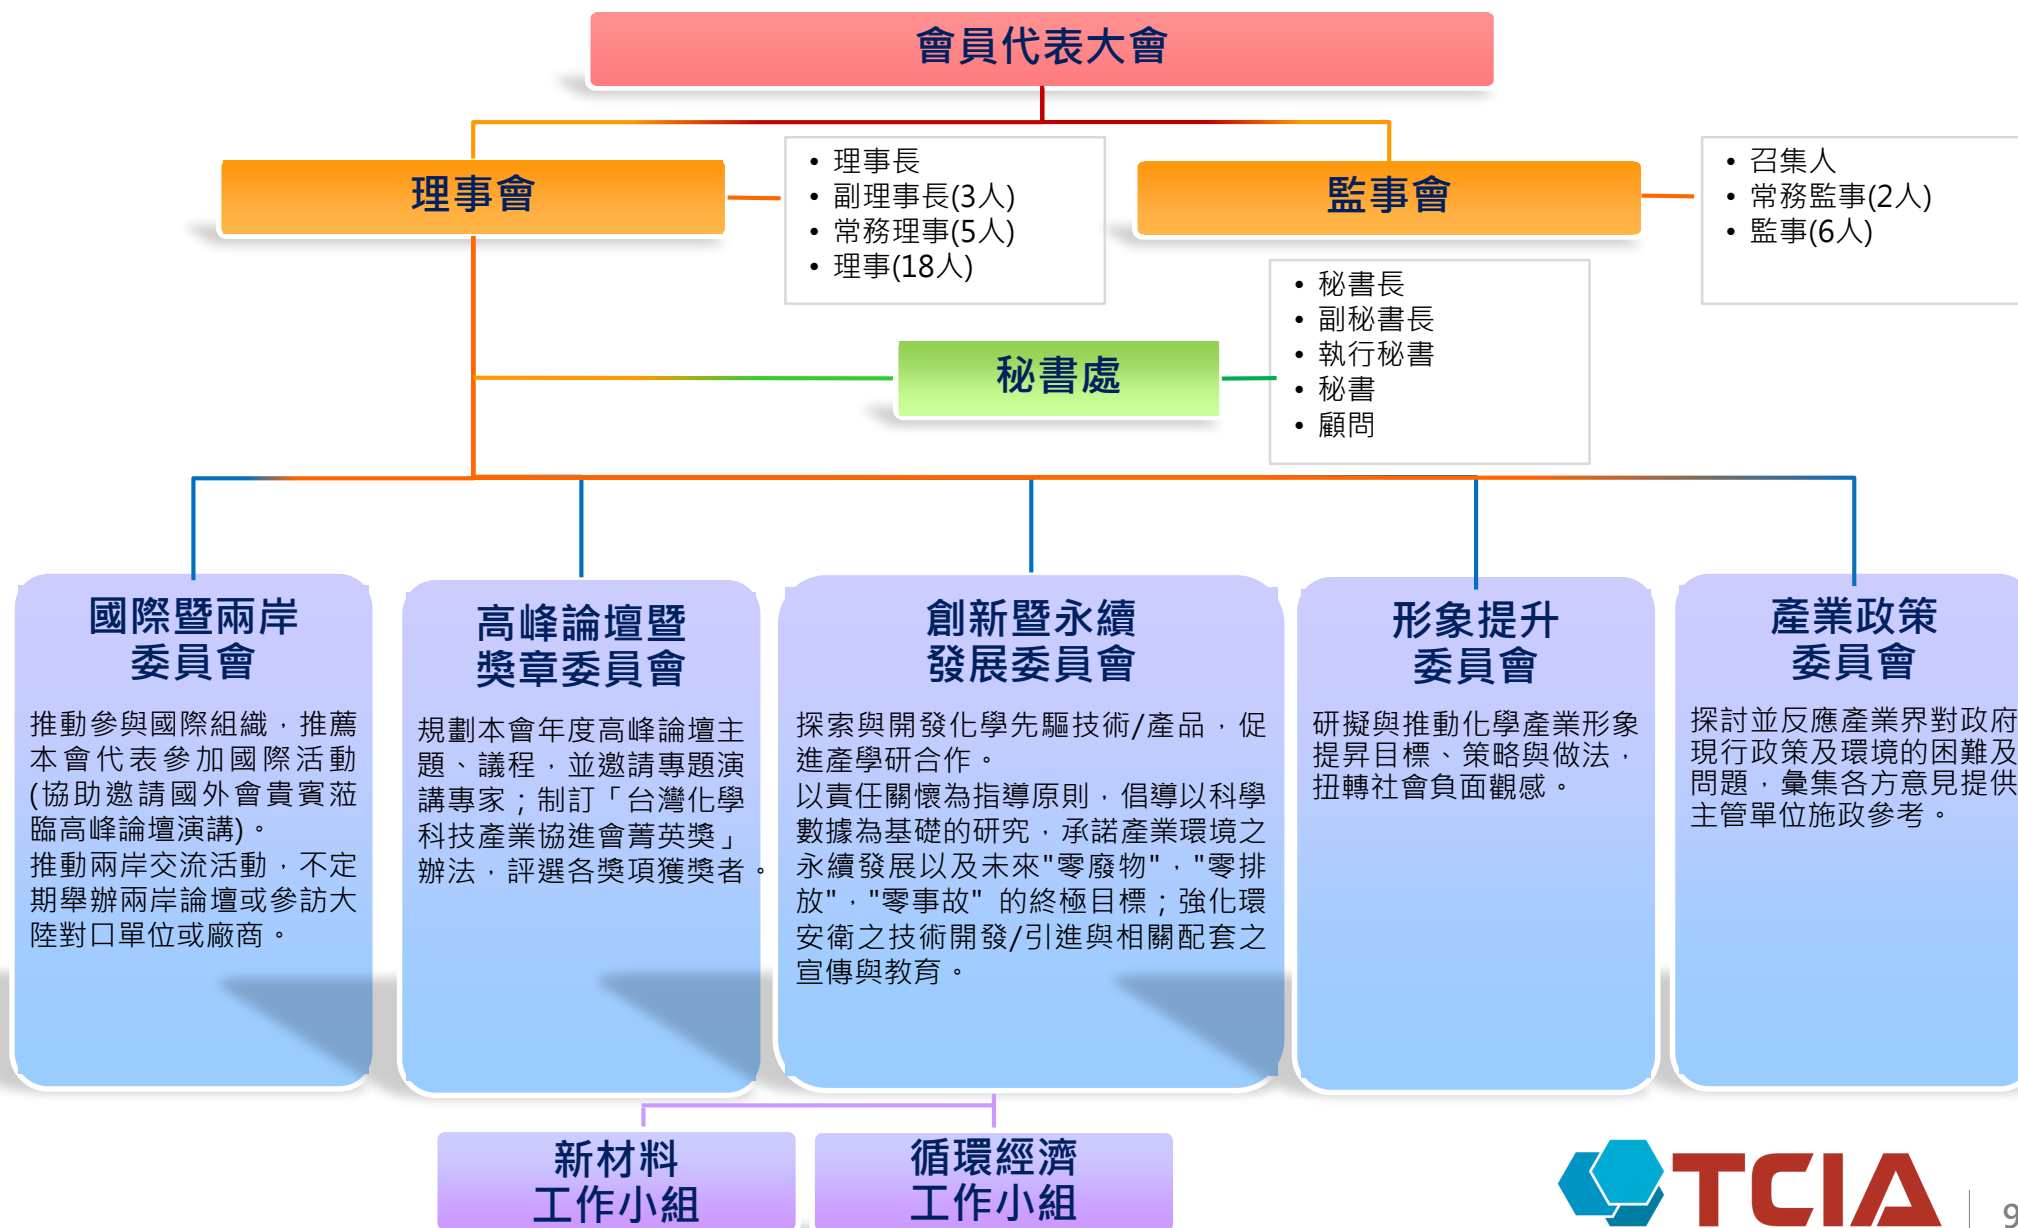 會員代表大會
理事會
• 理事長
• 副理事長(3人)
• 常務理事(5人)
• 理事(18人)
監事會
• 召集人
• 常務監事(2人)
• 監事(6人)
秘書處
• 秘書長
• 副秘書長
• 執行秘書
• 秘書
• 顧問
國際暨兩岸
委員會
推動參與國際組織，推薦
本會代表參加國際活動
(協助邀請國外會貴賓蒞
臨高峰論壇演講)。
推動兩岸交流活動，不定
期舉辦兩岸論壇或參訪大
陸對口單位或廠商。
高峰論壇暨
獎章委員會
規劃本會年度高峰論壇主
題、議程，並邀請專題演
講專家；制訂「台灣化學
科技產業協進會菁英獎」
辦法，評選各獎項獲獎者。
創新暨永續
發展委員會
探索與開發化學先驅技術/產品，促
進產學研合作。
以責任關懷為指導原則，倡導以科學
數據為基礎的研究，承諾產業環境之
永續發展以及未來"零廢物"，"零排
放"，"零事故" 的終極目標；強化環
安衛之技術開發/引進與相關配套之
宣傳與教育。
形象提升
委員會
研擬與推動化學產業形象
提昇目標、策略與做法，
扭轉社會負面觀感。
產業政策
委員會
探討並反應產業界對政府
現行政策及環境的困難及
問題，彙集各方意見提供
主管單位施政參考。
新材料
工作小組
循環經濟
工作小組
TCIA
9